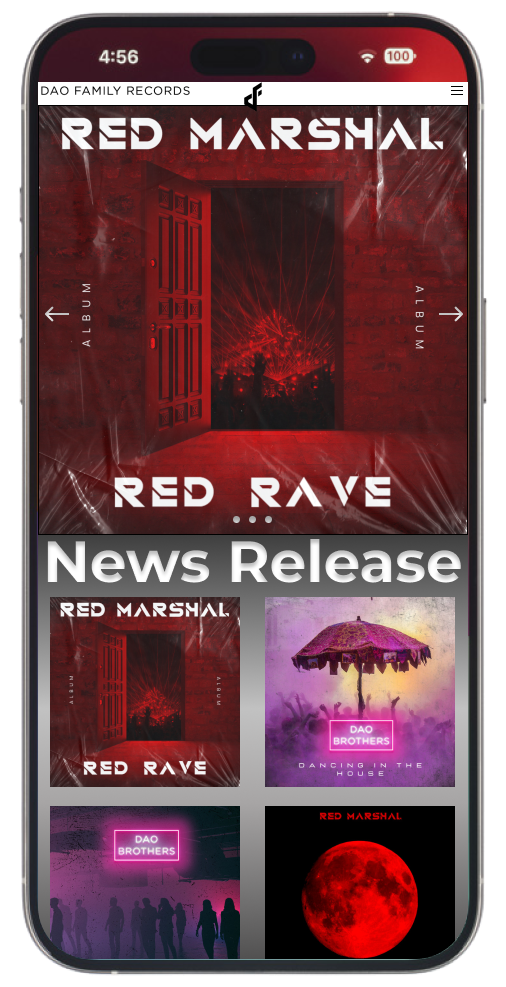 4:56
100
DAO FAMILY RECORDS
RED MARSHAL
ALBUM
ALBUM
RED RAVE
News Release
RED MARSHAL
ALBUM
ALBUM
RED RAVE
DAO
BROTHERS
DANCING IN THE
HOUSE
DAO
BROTHERS
RED MARSHAL